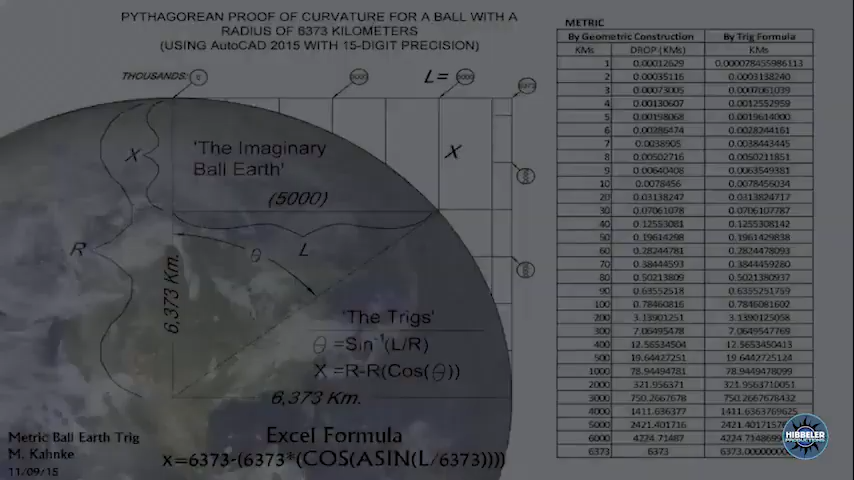 PYTHAGOREAN PROOF OF CURVATURE FOR A BALL WITH A
RADIUS OF 6373 KILOMETERS
(USING AutoCAD 2015 WITH 15-DIGIT PRECISION)
THOUSANDS:
L=
X
'The Imaginary
Ball Earth'
X
(5000)
R
L
θ
6,373 Km.
'The Trigs'
θ =Sin⁻¹(L/R)
X =R-R(Cos(θ))
6,373 Km.
Metric Ball Earth Trig
M. Kahnke
11/09/15
Excel Formula
x=6373-(6373*(COS(ASIN(L/6373))))
METRIC
By Geometric Construction By Trig Formula
KMs DROP (KMs) KMs
1 0.00012629 0.000078455986113
2 0.00035116 0.0003138240
3 0.00073005 0.0007061039
4 0.00130607 0.0012552959
5 0.00198068 0.0019614000
6 0.00286474 0.0028244161
7 0.0038905 0.0038443445
8 0.00502716 0.0050211851
9 0.00640408 0.0063549381
10 0.0078456 0.0078456034
20 0.03138247 0.0313824717
30 0.07061078 0.0706107787
40 0.12553081 0.1255308142
50 0.19614298 0.1961429838
60 0.28244781 0.2824478093
70 0.38444593 0.3844459280
80 0.50213809 0.5021380937
90 0.63552518 0.6355251759
100 0.78460816 0.7846081602
200 3.13901251 3.1390125058
300 7.06495478 7.0649547769
400 12.56534504 12.5653450413
500 19.64427251 19.6442725124
1000 78.94494781 78.9449478099
2000 321.956371 321.9563710051
3000 750.2667678 750.2667678432
4000 1411.636377 1411.6363769625
5000 2421.401716
6000 4224.71487
6373 6373
HIBBELER
PRODUCTIONS